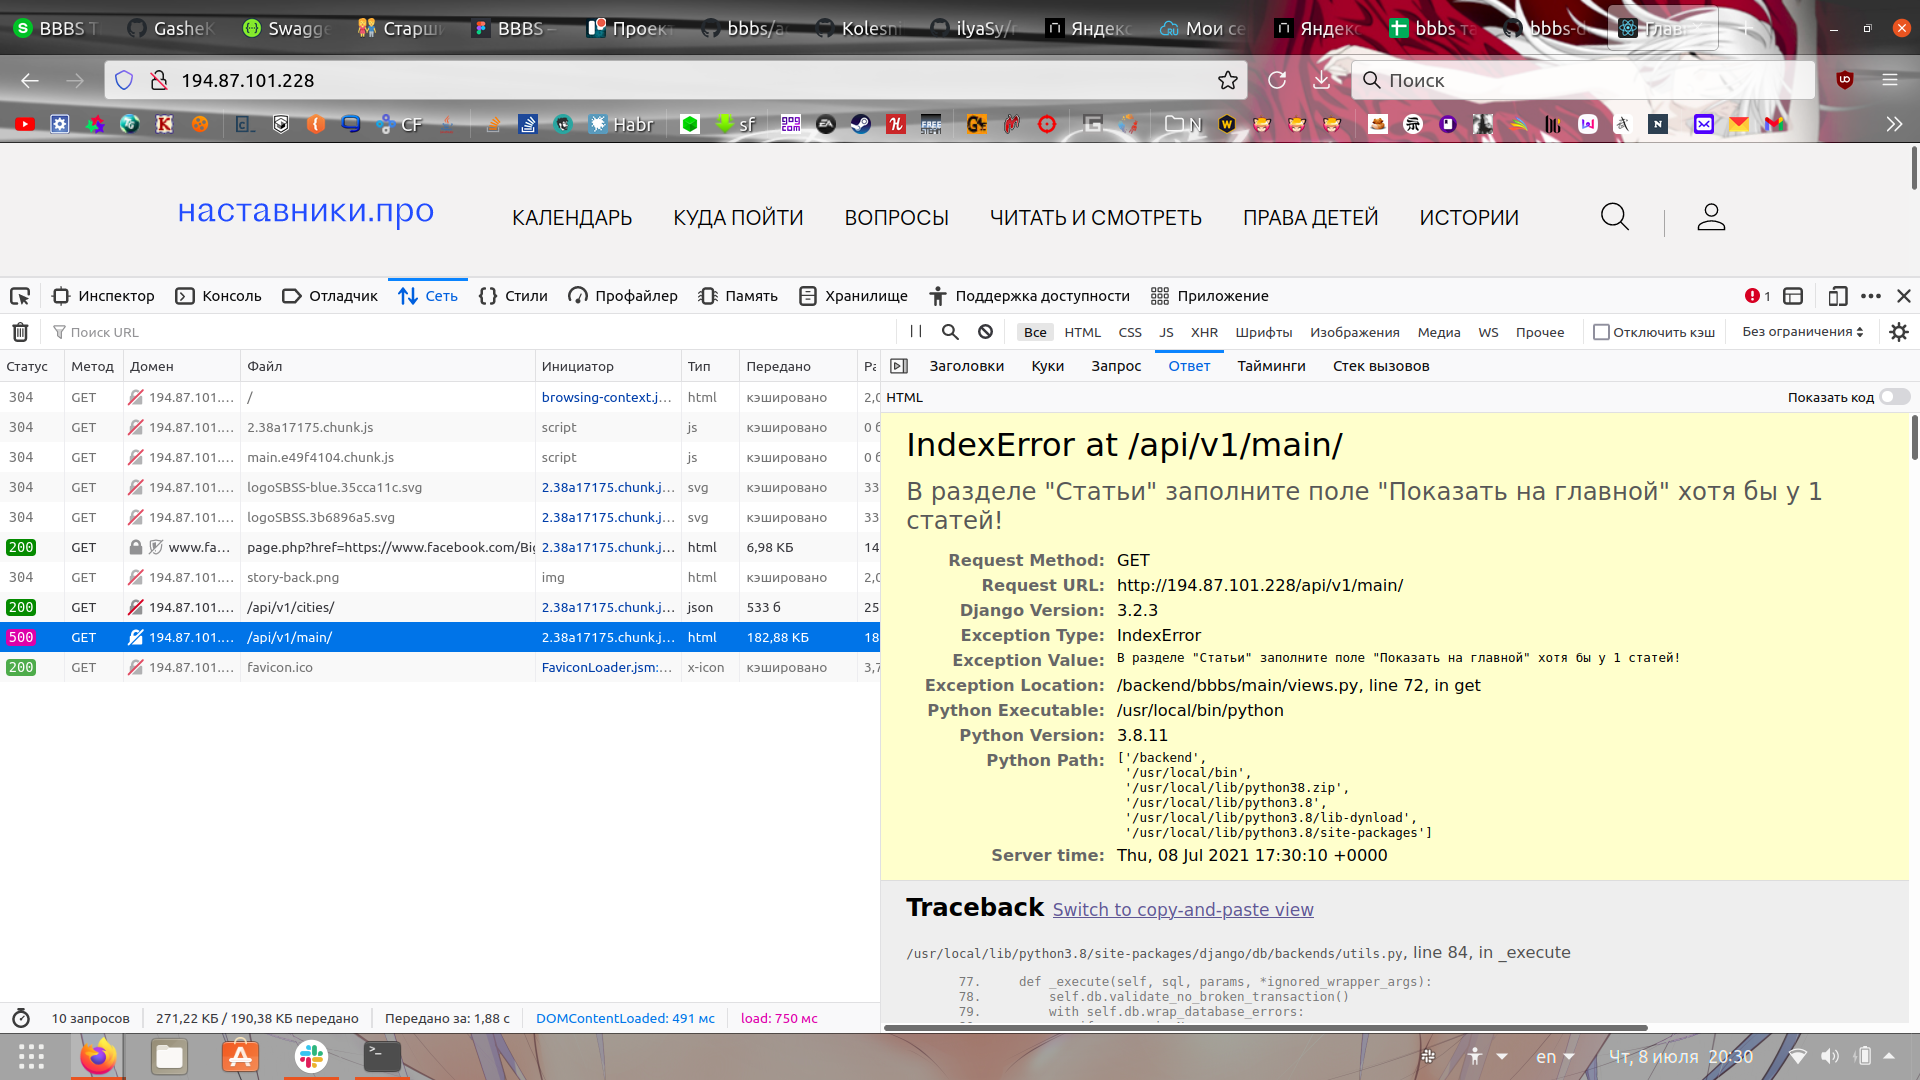 BBBS T
GasheK
Swagge
Старши
BBBS –
Проект
bbbs/a
Kolesni
ilyaSy/r
Яндекс
Мои се
Яндекс
bbbs та
bbbs-d
Главн
194.87.101.228
Поиск
CF
Habr
sf
N
наставники.про
КАЛЕНДАРЬ
КУДА ПОЙТИ
ВОПРОСЫ
ЧИТАТЬ И СМОТРЕТЬ
ПРАВА ДЕТЕЙ
ИСТОРИИ
Инспектор
Консоль
Отладчик
Сеть
Стили
Профайлер
Память
Хранилище
Поддержка доступности
Приложение
1
Поиск URL
Все HTML CSS JS XHR Шрифты Изображения Медиа WS Прочее
Отключить кэш
Без ограничения
Статус Метод Домен Файл Инициатор Тип Передано Ра
304 GET 194.87.101.… / browsing-context.j… html кэшировано 2,0
304 GET 194.87.101.… 2.38a17175.chunk.js script js кэшировано 0 б
304 GET 194.87.101.… main.e49f4104.chunk.js script js кэшировано 0 б
304 GET 194.87.101.… logoSBSS-blue.35cca11c.svg 2.38a17175.chunk.j… svg кэшировано 33
304 GET 194.87.101.… logoSBSS.3b6896a5.svg 2.38a17175.chunk.j… svg кэшировано 33
200 GET www.fa… page.php?href=https://www.facebook.com/Big 2.38a17175.chunk.j… html 6,98 КБ 14
304 GET 194.87.101.… story-back.png img html кэшировано 2,0
200 GET 194.87.101.… /api/v1/cities/ 2.38a17175.chunk.j… json 533 б 25
500 GET 194.87.101.… /api/v1/main/ 2.38a17175.chunk.j… html 182,88 КБ 18
200 GET 194.87.101.… favicon.ico FaviconLoader.jsm:… x-icon кэшировано 3,7
10 запросов
271,22 КБ / 190,38 КБ передано
Передано за: 1,88 с
DOMContentLoaded: 491 мс
load: 750 мс
Заголовки Куки Запрос Ответ Тайминги Стек вызовов
HTML
Показать код
IndexError at /api/v1/main/
В разделе "Статьи" заполните поле "Показать на главной" хотя бы у 1
статей!
Request Method: GET
Request URL: http://194.87.101.228/api/v1/main/
Django Version: 3.2.3
Exception Type: IndexError
Exception Value: В разделе "Статьи" заполните поле "Показать на главной" хотя бы у 1 статей!
Exception Location: /backend/bbbs/main/views.py, line 72, in get
Python Executable: /usr/local/bin/python
Python Version: 3.8.11
Python Path: ['/backend',
'/usr/local/bin',
'/usr/local/lib/python38.zip',
'/usr/local/lib/python3.8',
'/usr/local/lib/python3.8/lib-dynload',
'/usr/local/lib/python3.8/site-packages']
Server time: Thu, 08 Jul 2021 17:30:10 +0000
Traceback Switch to copy-and-paste view
/usr/local/lib/python3.8/site-packages/django/db/backends/utils.py, line 84, in _execute
77. def _execute(self, sql, params, *ignored_wrapper_args):
78. self.db.validate_no_broken_transaction()
79. with self.db.wrap_database_errors:
en
Чт, 8 июля 20:30